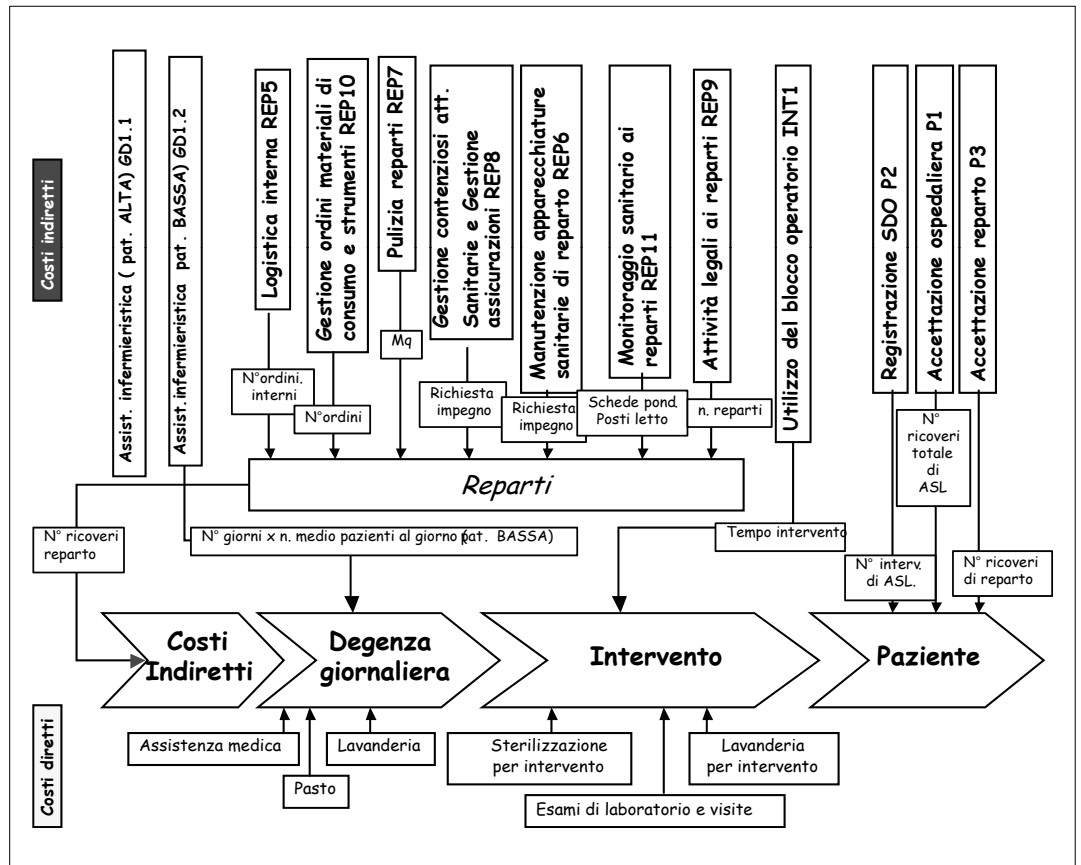 Costi indiretti
Assist. infermieristica ( pat. ALTA) GD1.1
Assist.infermieristica pat. BASSA) GD1.2
Logistica interna REP5
Gestione ordini materiali di
consumo e strumenti REP10
Pulizia reparti REP7
Gestione contenziosi att.
Sanitarie e Gestione
assicurazioni REP8
Manutenzione apparecchiature
sanitarie di reparto REP6
Monitoraggio sanitario ai
reparti REP11
Attività legali ai reparti REP9
Utilizzo del blocco operatorio INT1
Registrazione SDO P2
Accettazione ospedaliera P1
Accettazione reparto P3
N°ordini.
interni
N°ordini
Mq
Richiesta
impegno
Richiesta
impegno
Schede pond.
Posti letto
n. reparti
N°
ricoveri
totale
di
ASL
Reparti
N° ricoveri
reparto
N° giorni x n. medio pazienti al giorno (pat. BASSA)
Tempo intervento
N° interv.
di ASL.
N° ricoveri
di reparto
Costi
Indiretti
Degenza
giornaliera
Intervento
Paziente
Costi diretti
Assistenza medica
Pasto
Lavanderia
Sterilizzazione
per intervento
Esami di laboratorio e visite
Lavanderia
per intervento